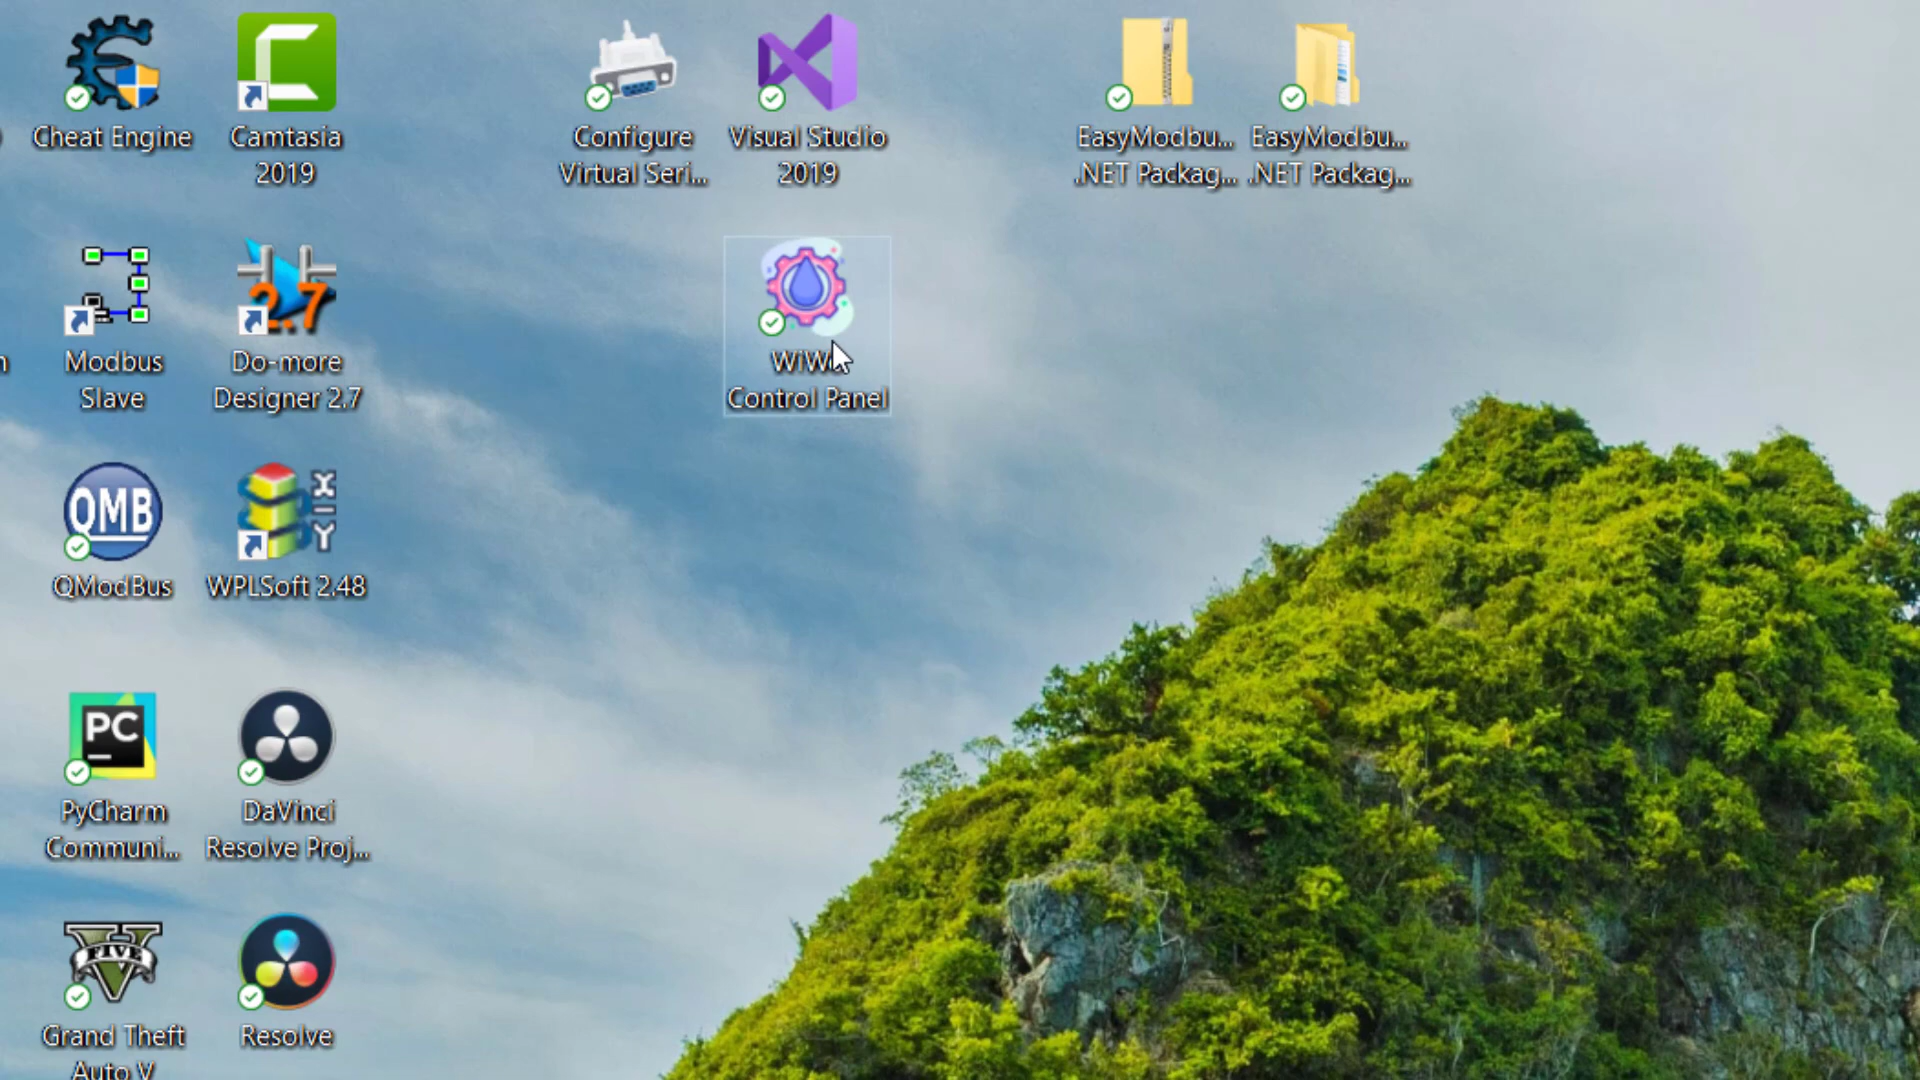 Cheat Engine
Camtasia
2019
Configure
Virtual Seri...
Visual Studio
2019
EasyModbu...
.NET Packag...
EasyModbu...
.NET Packag...
Modbus
Slave
2.7
Do-more
Designer 2.7
Control Panel
QMB
QModBus
X
=
Y
WPLSoft 2.48
PC
PyCharm
Communi...
DaVinci
Resolve Proj...
V
FIVE
Grand Theft
Auto V
Resolve